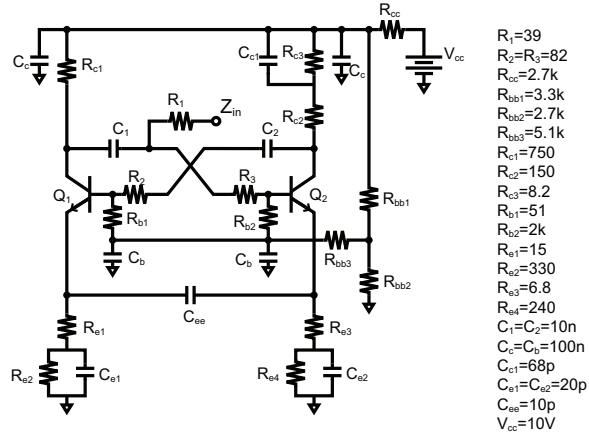 Rcc
Cc
Rc1
Cc1
Rc3
Cc
Vcc
R1
Zin
Rc2
C1
C2
Q1
R2
R3
Q2
Rb1
Rb2
Rbb1
Cb
Cb
Rbb3
Rbb2
Cee
Re1
Re3
Re2
Ce1
Re4
Ce2
R1=39
R2=R3=82
Rcc=2.7k
Rbb1=3.3k
Rbb2=2.7k
Rbb3=5.1k
Rc1=750
Rc2=150
Rc3=8.2
Rb1=51
Rb2=2k
Re1=15
Re2=330
Re3=6.8
Re4=240
C1=C2=10n
Cc=Cb=100n
Cc1=68p
Ce1=Ce2=20p
Cee=10p
Vcc=10V